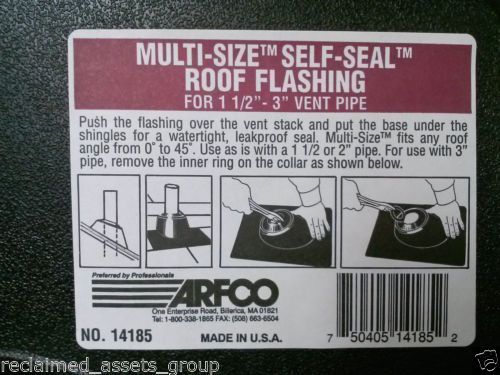 MULTI-SIZE™ SELF-SEAL™
ROOF FLASHING
FOR 1 1/2"- 3" VENT PIPE
Push the flashing over the vent stack and put the base under the
shingles for a watertight, leakproof seal. Multi-Size™ fits any roof
angle from 0° to 45°. Use as is with a 1 1/2 or 2" pipe. For use with 3"
pipe, remove the inner ring on the collar as shown below.
Preferred by Professionals
ARFCO
One Enterprise Road, Billerica, MA 01821
Tel: 1-800-338-1865 FAX: (508) 663-6504
NO. 14185 MADE IN U.S.A.
7 50405 14185 2
reclaimed_assets_group